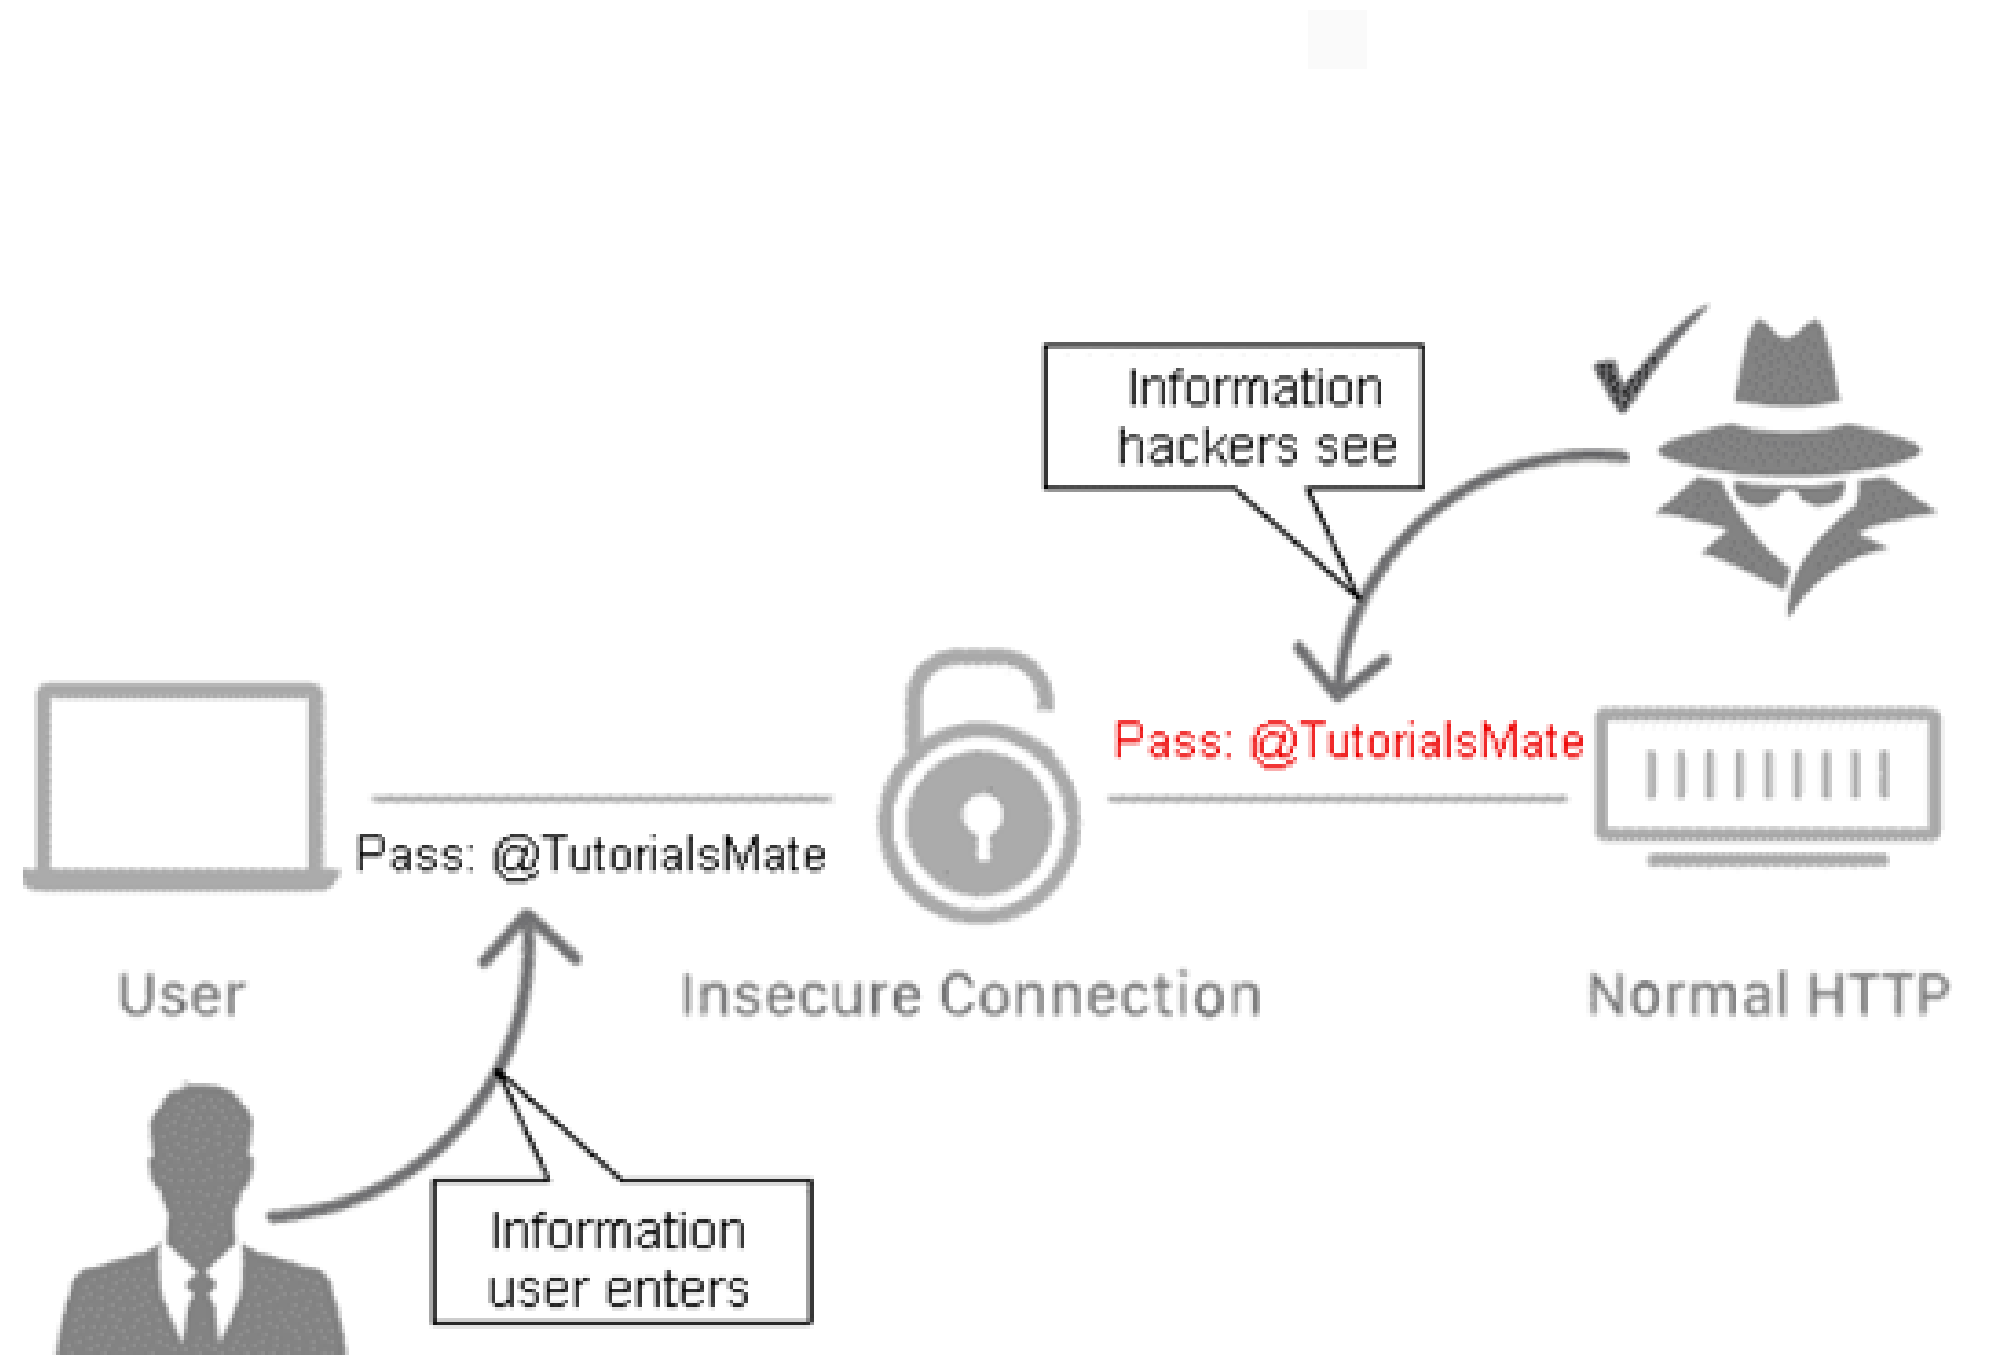 Information
hackers see
Pass: @TutorialsMate
Pass: @TutorialsMate
User
Insecure Connection
Normal HTTP
Information
user enters